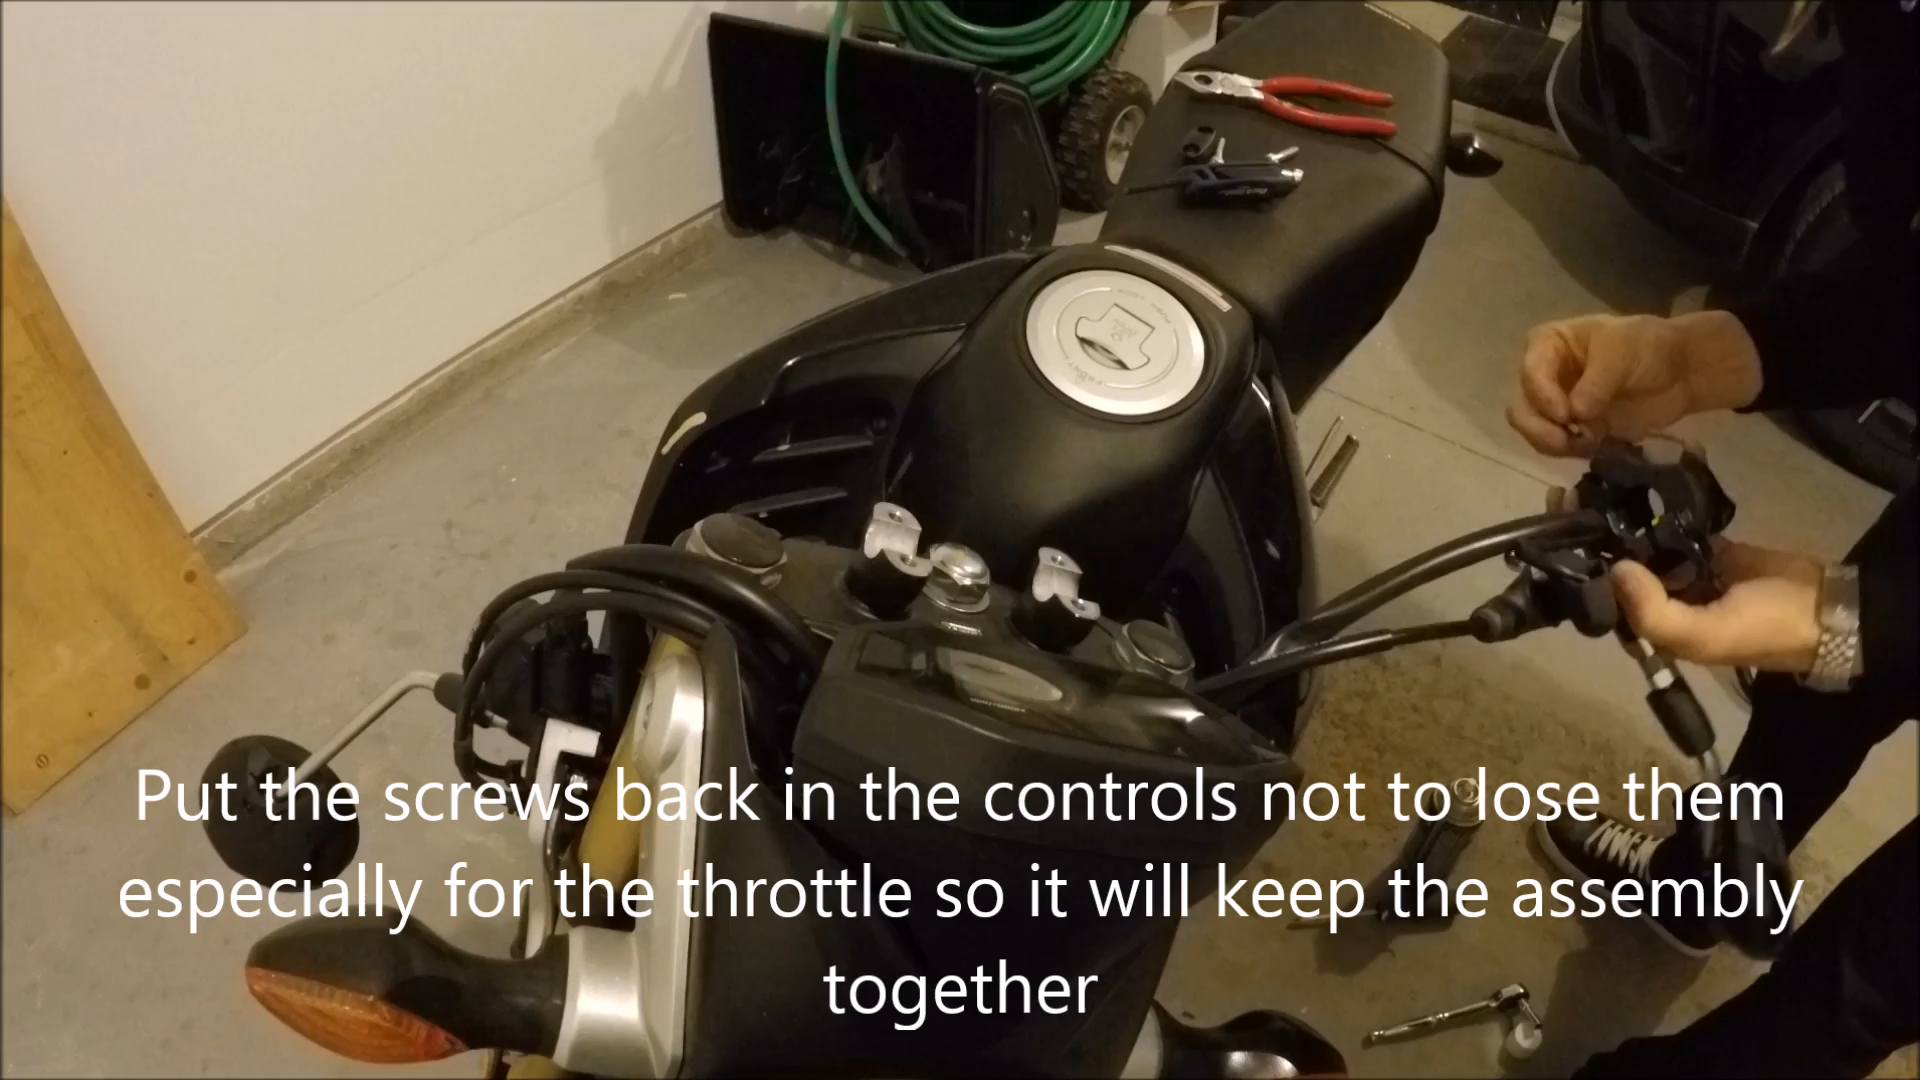 Put the screws back in the controls not to lose them
especially for the throttle so it will keep the assembly
together